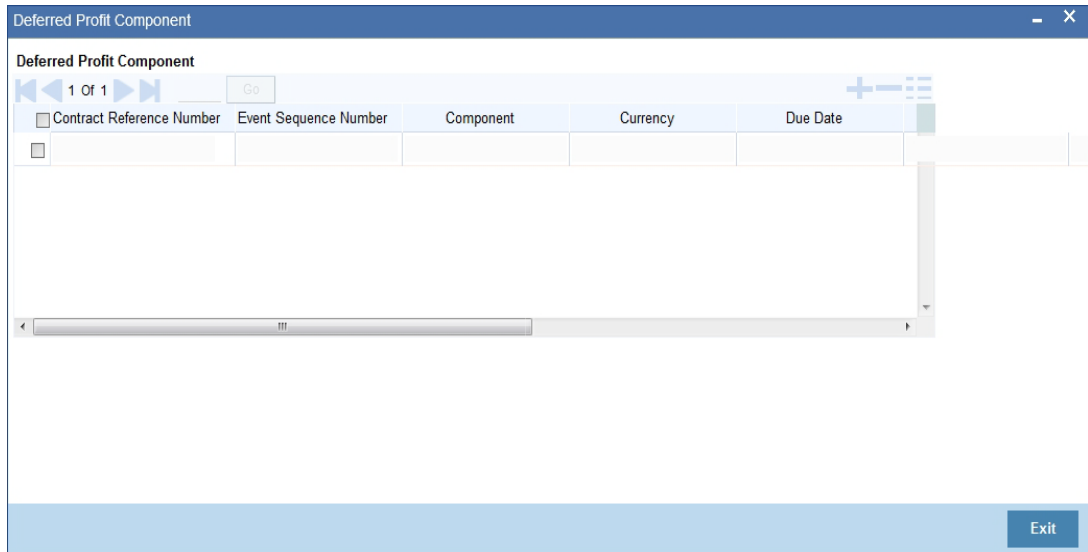 Deferred Profit Component
Deferred Profit Component
1 Of 1 Go
Contract Reference Number Event Sequence Number Component Currency Due Date
Exit